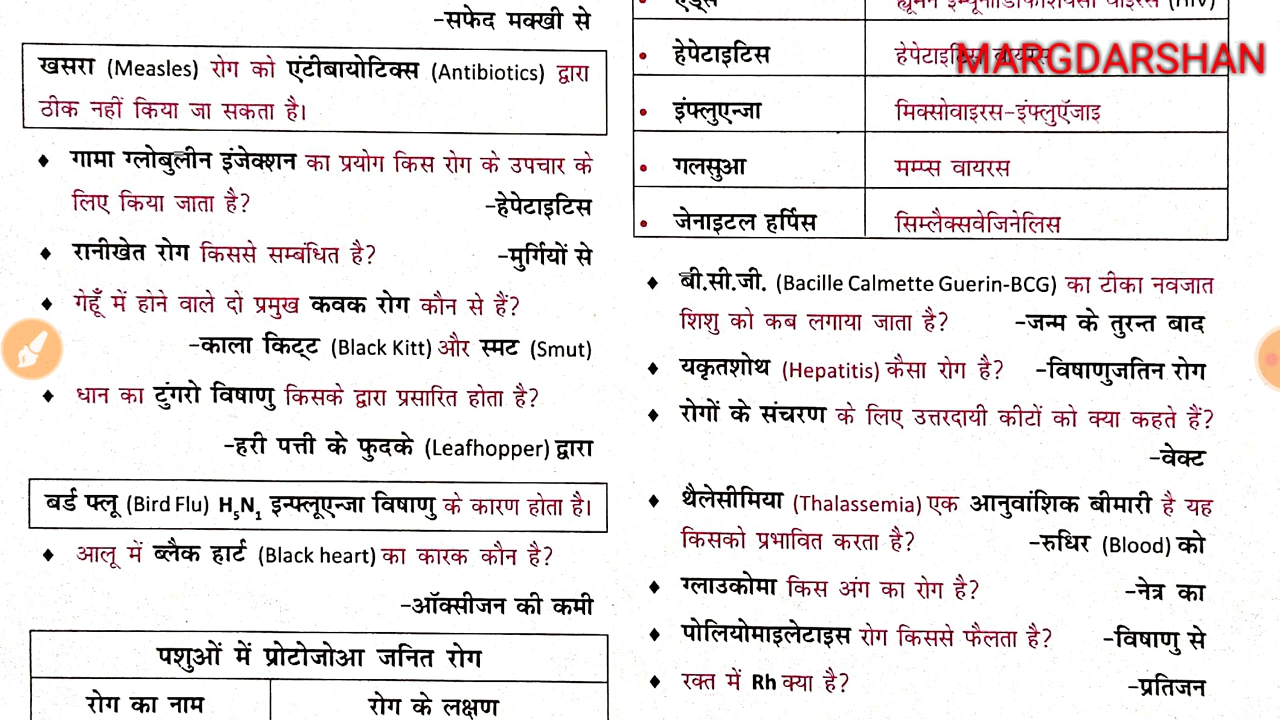 -सफेद मक्खी से
खसरा (Measles) रोग को एंटीबायोटिक्स (Antibiotics) द्वारा
ठीक नहीं किया जा सकता है।
♦ गामा ग्लोबुलीन इंजेक्शन का प्रयोग किस रोग के उपचार के
लिए किया जाता है? -हेपेटाइटिस
♦ रानीखेत रोग किससे सम्बंधित है? -मुर्गियों से
♦ गेहूँ में होने वाले दो प्रमुख कवक रोग कौन से हैं?
-काला किट्ट (Black Kitt) और स्मट (Smut)
♦ धान का टुंगरो विषाणु किसके द्वारा प्रसारित होता है?
-हरी पत्ती के फुदके (Leafhopper) द्वारा
बर्ड फ्लू (Bird Flu) H₅N₁ इन्फ्लूएन्जा विषाणु के कारण होता है।
♦ आलू में ब्लैक हार्ट (Black heart) का कारक कौन है?
-ऑक्सीजन की कमी
पशुओं में प्रोटोजोआ जनित रोग
रोग का नाम रोग के लक्षण
MARGDARSHAN
• हेपेटाइटिस हेपेटाइटिस वायरस
• इंफ्लुएन्जा मिक्सोवाइरस-इंफ्लुऍजाइ
• गलसुआ मम्प्स वायरस
• जेनाइटल हर्पिस सिम्लैक्सवेजिनेलिस
♦ बी.सी.जी. (Bacille Calmette Guerin-BCG) का टीका नवजात
शिशु को कब लगाया जाता है? -जन्म के तुरन्त बाद
♦ यकृतशोथ (Hepatitis) कैसा रोग है? -विषाणुजतिन रोग
♦ रोगों के संचरण के लिए उत्तरदायी कीटों को क्या कहते हैं?
-वेक्ट
♦ थैलेसीमिया (Thalassemia) एक आनुवांशिक बीमारी है यह
किसको प्रभावित करता है? -रुधिर (Blood) को
♦ ग्लाउकोमा किस अंग का रोग है? -नेत्र का
♦ पोलियोमाइलेटाइस रोग किससे फैलता है? -विषाणु से
♦ रक्त में Rh क्या है? -प्रतिजन